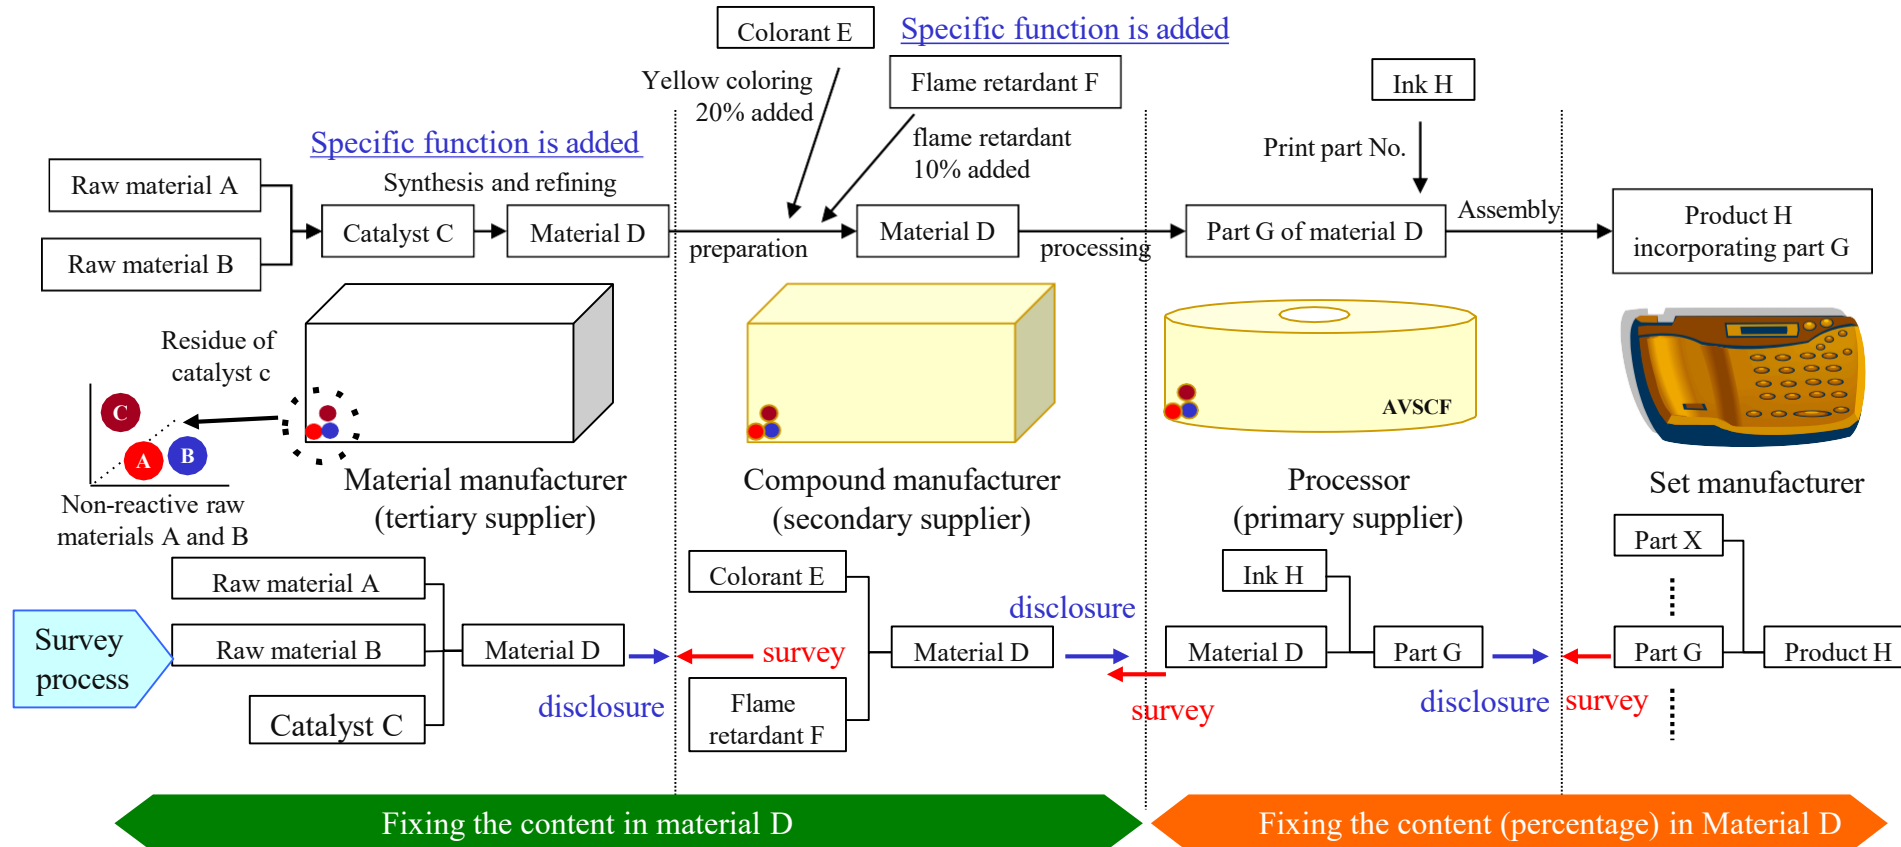 Colorant E
Specific function is added
Yellow coloring
20% added
Flame retardant F
flame retardant
10% added
Ink H
Print part No.
Specific function is added
Raw material A
Raw material B
Synthesis and refining
Catalyst C
Material D
preparation
Material D
processing
Part G of material D
Assembly
Product H
incorporating part G
Residue of
catalyst c
C
A
B
Non-reactive raw
materials A and B
AVSCF
Material manufacturer
(tertiary supplier)
Compound manufacturer
(secondary supplier)
Processor
(primary supplier)
Set manufacturer
Survey
process
Raw material A
Raw material B
Catalyst C
Material D
disclosure
survey
Colorant E
Flame
retardant F
Material D
disclosure
survey
Ink H
Material D
Part G
disclosure
survey
Part X
Part G
Product H
Fixing the content in material D
Fixing the content (percentage) in Material D